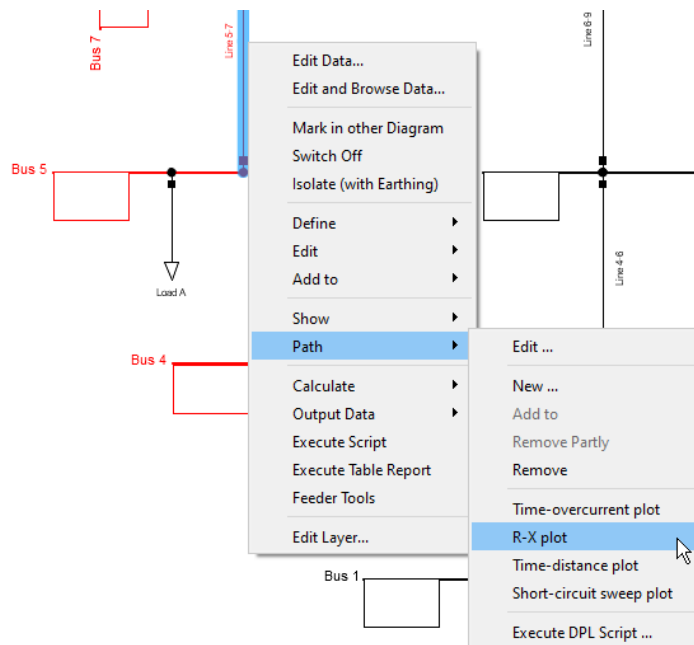 Bus 7
Line 5-7
Line 6-9
Bus 5
Load A
Line 4-6
Bus 4
Bus 1
Edit Data...
Edit and Browse Data...
Mark in other Diagram
Switch Off
Isolate (with Earthing)
Define
Edit
Add to
Show
Path
Calculate
Output Data
Execute Script
Execute Table Report
Feeder Tools
Edit Layer...
Edit ...
New ...
Add to
Remove Partly
Remove
Time-overcurrent plot
R-X plot
Time-distance plot
Short-circuit sweep plot
Execute DPL Script ...